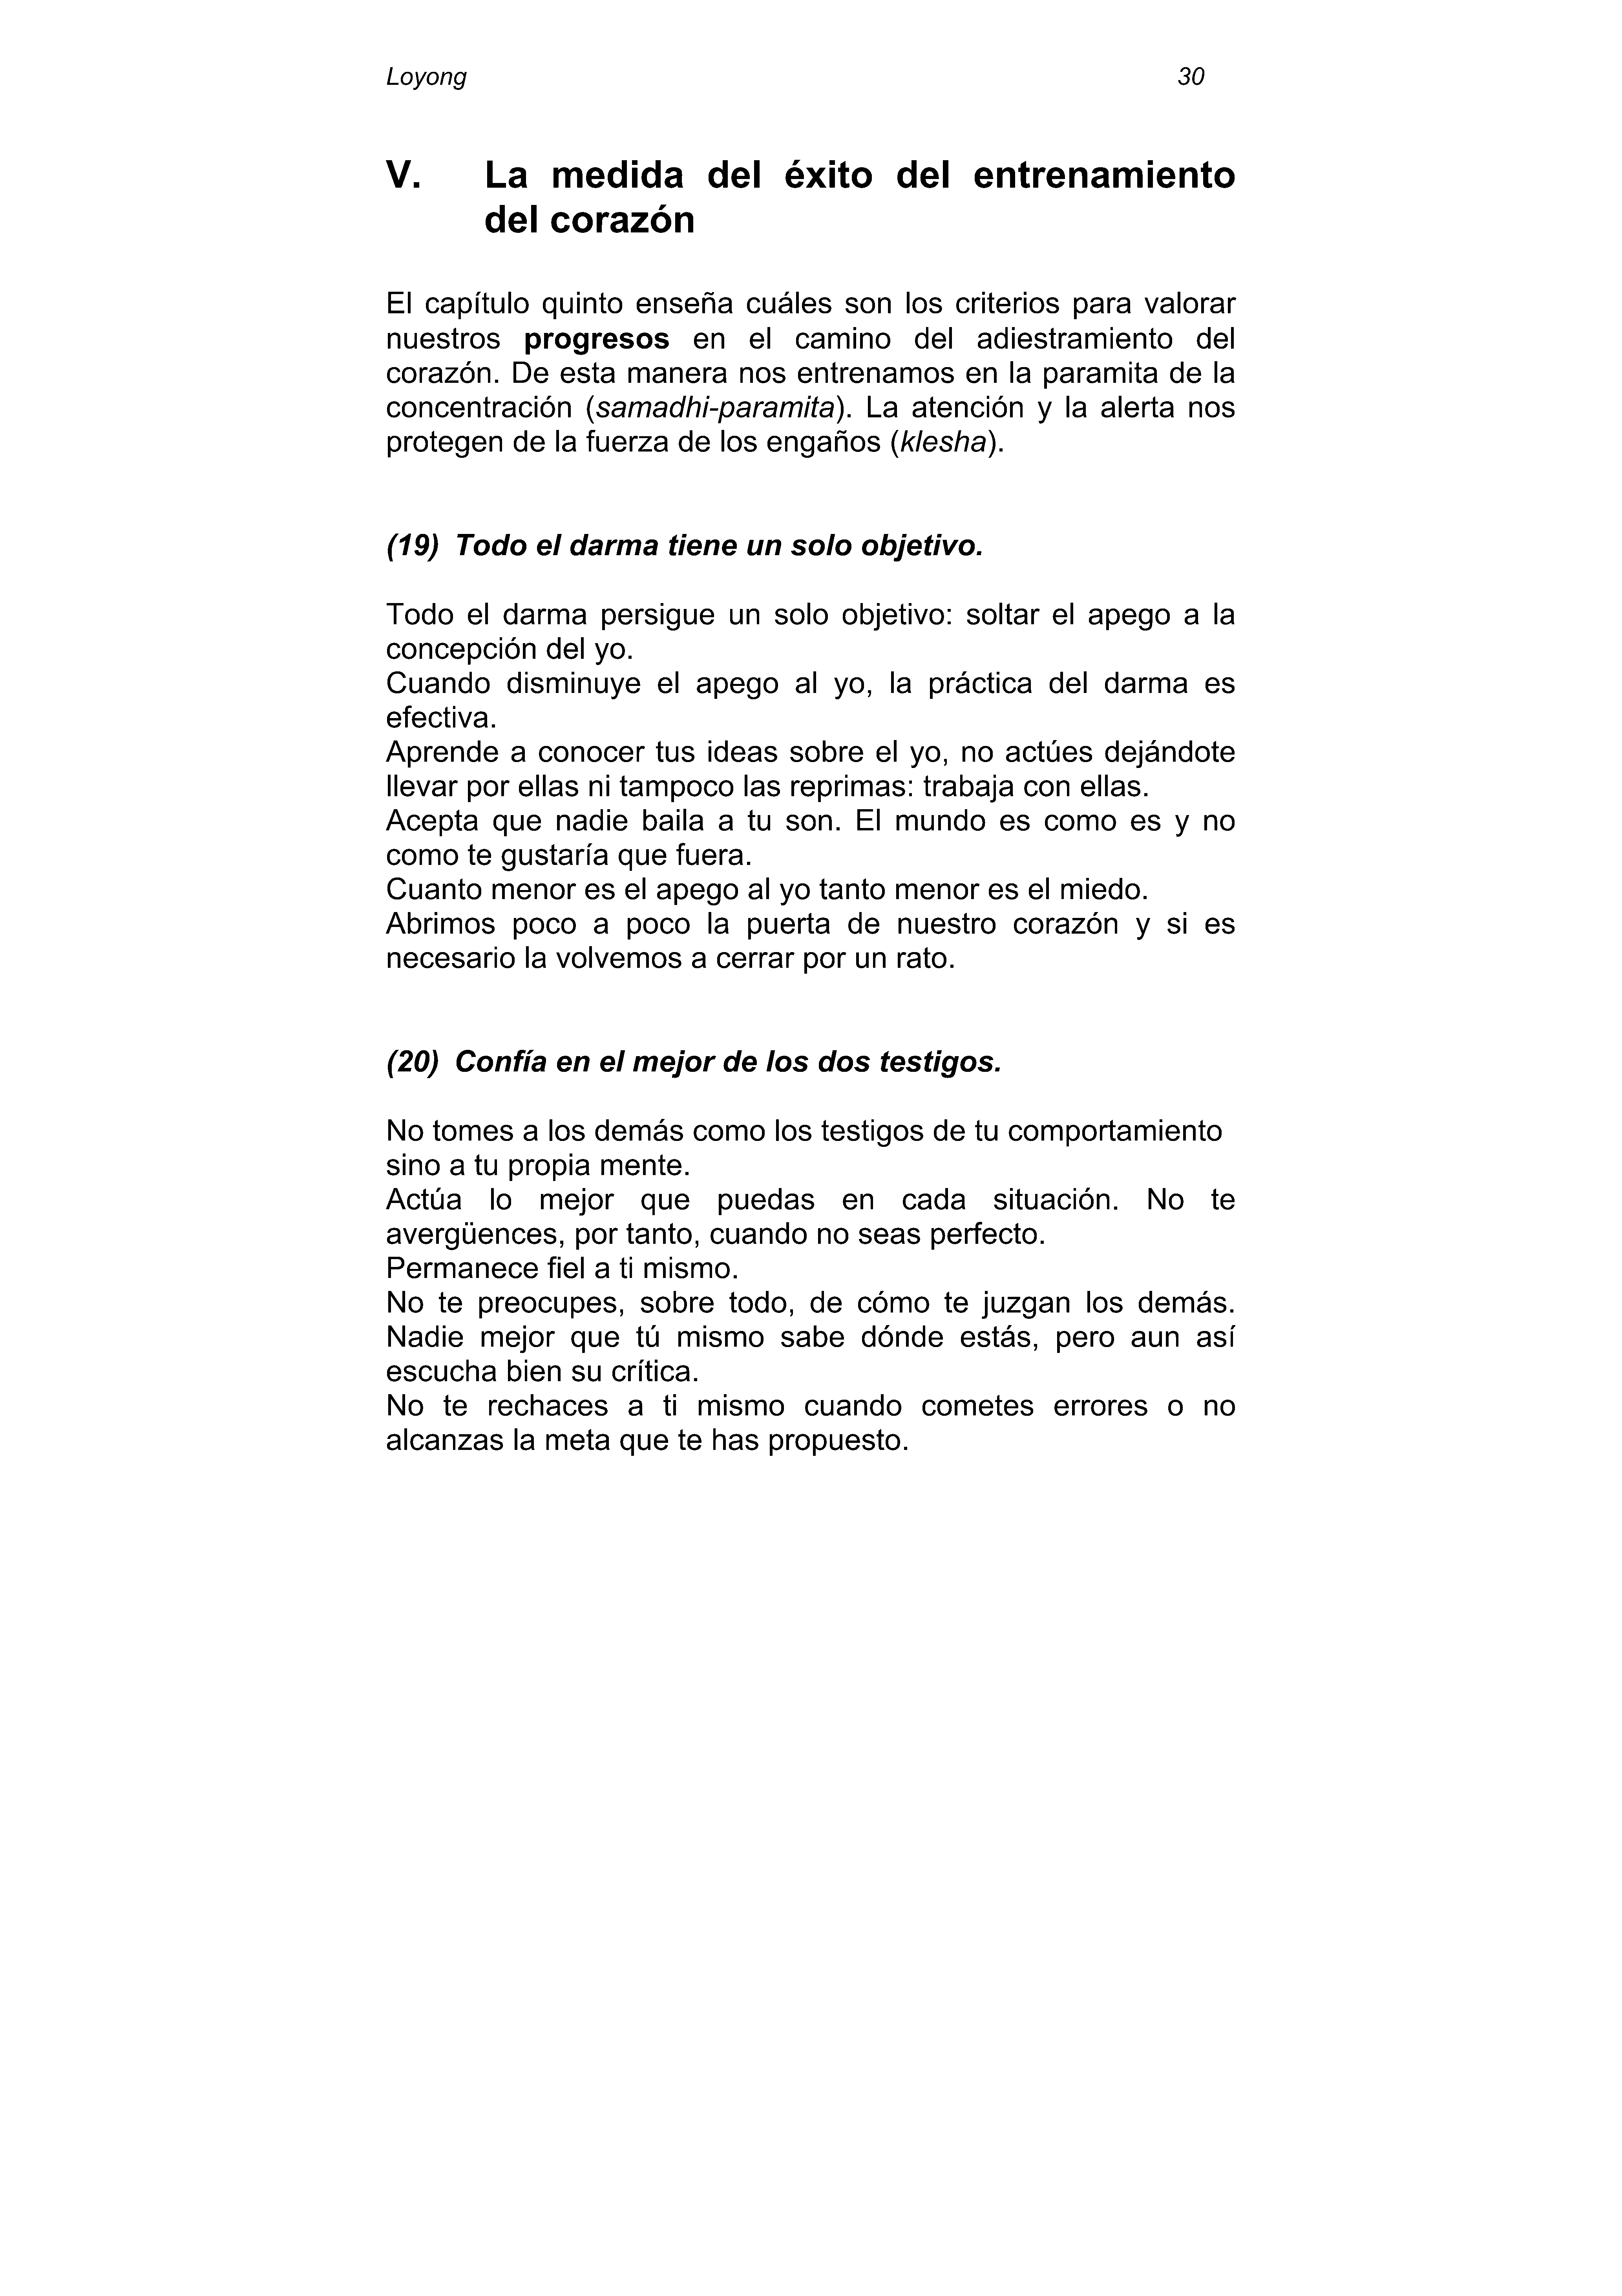 Loyong 30
V. La medida del éxito del entrenamiento
del corazón
El capítulo quinto enseña cuáles son los criterios para valorar
nuestros progresos en el camino del adiestramiento del
corazón. De esta manera nos entrenamos en la paramita de la
concentración (samadhi-paramita). La atención y la alerta nos
protegen de la fuerza de los engaños (klesha).
(19) Todo el darma tiene un solo objetivo.
Todo el darma persigue un solo objetivo: soltar el apego a la
concepción del yo.
Cuando disminuye el apego al yo, la práctica del darma es
efectiva.
Aprende a conocer tus ideas sobre el yo, no actúes dejándote
llevar por ellas ni tampoco las reprimas: trabaja con ellas.
Acepta que nadie baila a tu son. El mundo es como es y no
como te gustaría que fuera.
Cuanto menor es el apego al yo tanto menor es el miedo.
Abrimos poco a poco la puerta de nuestro corazón y si es
necesario la volvemos a cerrar por un rato.
(20) Confía en el mejor de los dos testigos.
No tomes a los demás como los testigos de tu comportamiento
sino a tu propia mente.
Actúa lo mejor que puedas en cada situación. No te
avergüences, por tanto, cuando no seas perfecto.
Permanece fiel a ti mismo.
No te preocupes, sobre todo, de cómo te juzgan los demás.
Nadie mejor que tú mismo sabe dónde estás, pero aun así
escucha bien su crítica.
No te rechaces a ti mismo cuando cometes errores o no
alcanzas la meta que te has propuesto.